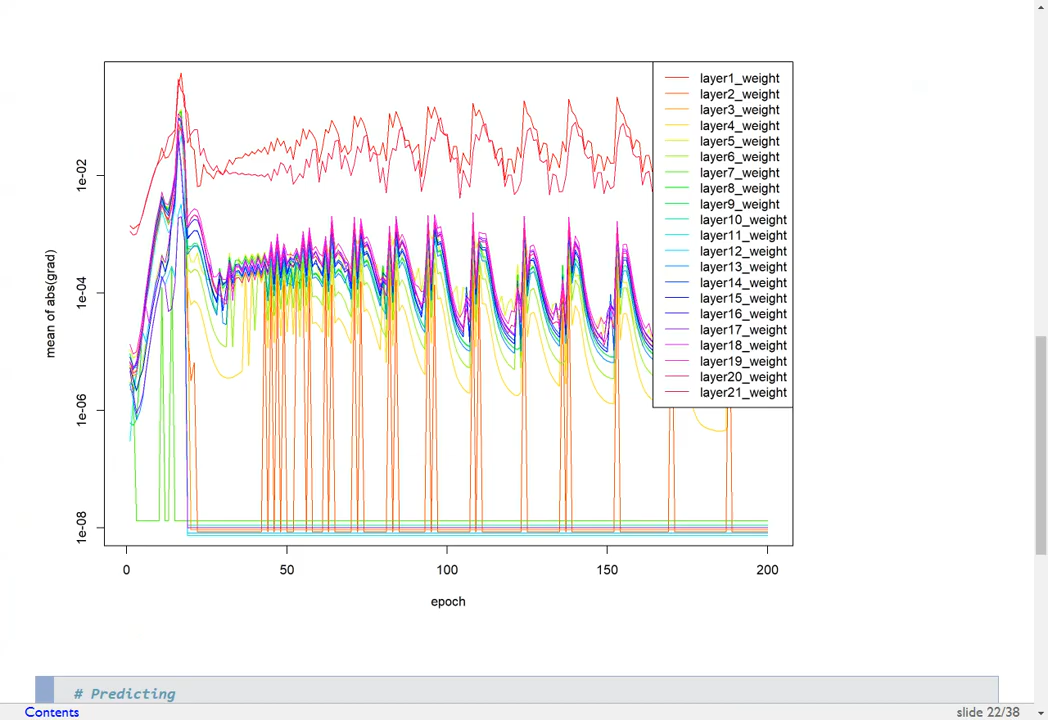 layer1_weight
layer2_weight
layer3_weight
layer4_weight
layer5_weight
layer6_weight
layer7_weight
layer8_weight
layer9_weight
layer10_weight
layer11_weight
layer12_weight
layer13_weight
layer14_weight
layer15_weight
layer16_weight
layer17_weight
layer18_weight
layer19_weight
layer20_weight
layer21_weight
1e-02
1e-04
1e-06
1e-08
mean of abs(grad)
0 50 100 150 200
epoch
# Predicting
Contents slide 22/38